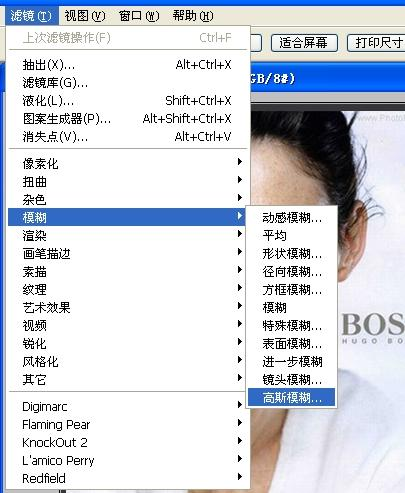 滤镜(T) 视图(V) 窗口(W) 帮助(H)
上次滤镜操作(F) Ctrl+F
适合屏幕 打印尺寸
抽出(X)... Alt+Ctrl+X
滤镜库(G)...
GB/8#)
液化(L)... Shift+Ctrl+X
图案生成器(P)... Alt+Shift+Ctrl+X
消失点(V)... Alt+Ctrl+V
www.Photo
像素化
扭曲
杂色
模糊
渲染
画笔描边
素描
纹理
艺术效果
视频
锐化
风格化
其它
Digimarc
Flaming Pear
KnockOut 2
L'amico Perry
Redfield
动感模糊...
平均
形状模糊...
径向模糊...
方框模糊...
模糊
特殊模糊...
表面模糊...
进一步模糊
镜头模糊...
高斯模糊...
BOS
HUGO BO